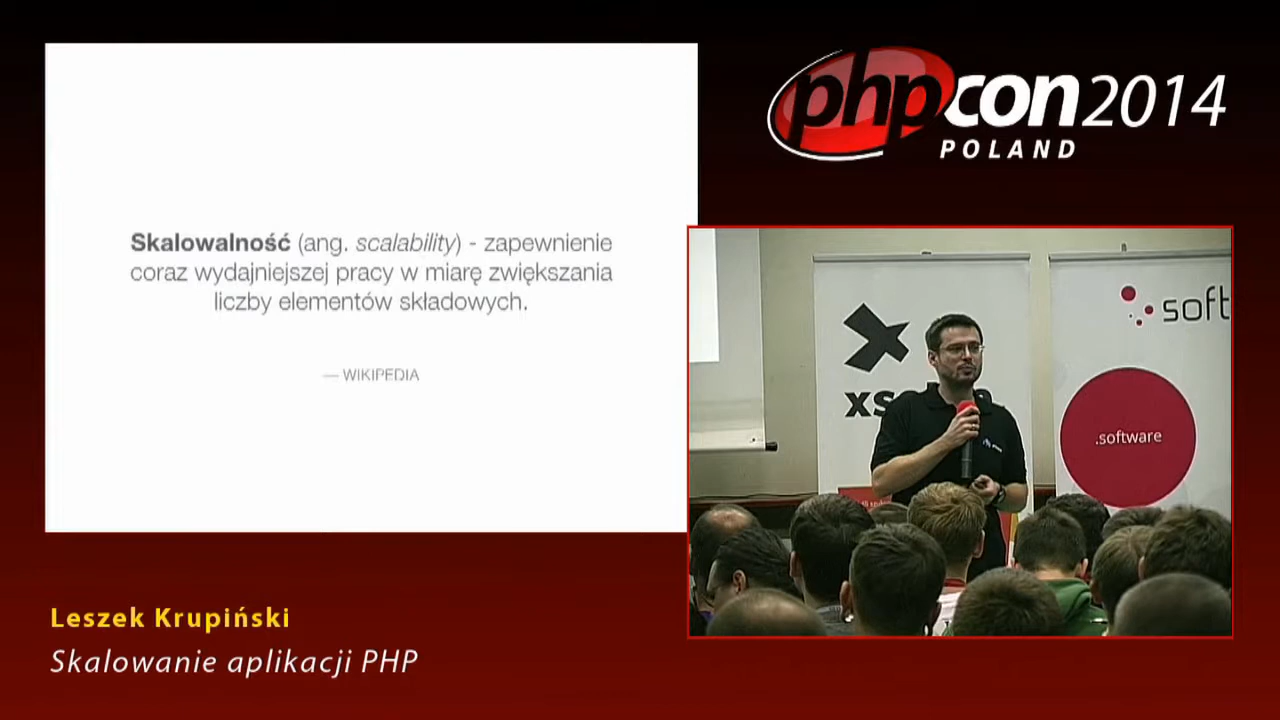 Skalowalność (ang. scalability) - zapewnienie
coraz wydajniejszej pracy w miarę zwiększania
liczby elementów składowych.
— WIKIPEDIA
phpcon2014
POLAND
soft
.software
Leszek Krupiński
Skalowanie aplikacji PHP